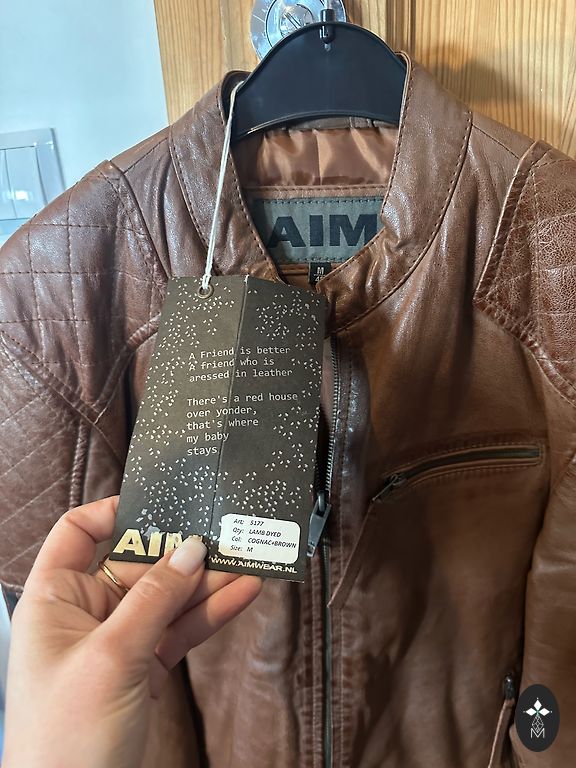 AIM
M
A Friend is better
A friend who is
aressed in leather
There's a red house
over yonder,
that's where
my baby
stays
Art: 5177
Qty: LAMB DYED
Col: COGNAC+BROWN
Size: M
AIM
WWW.AIMWEAR.NL
M